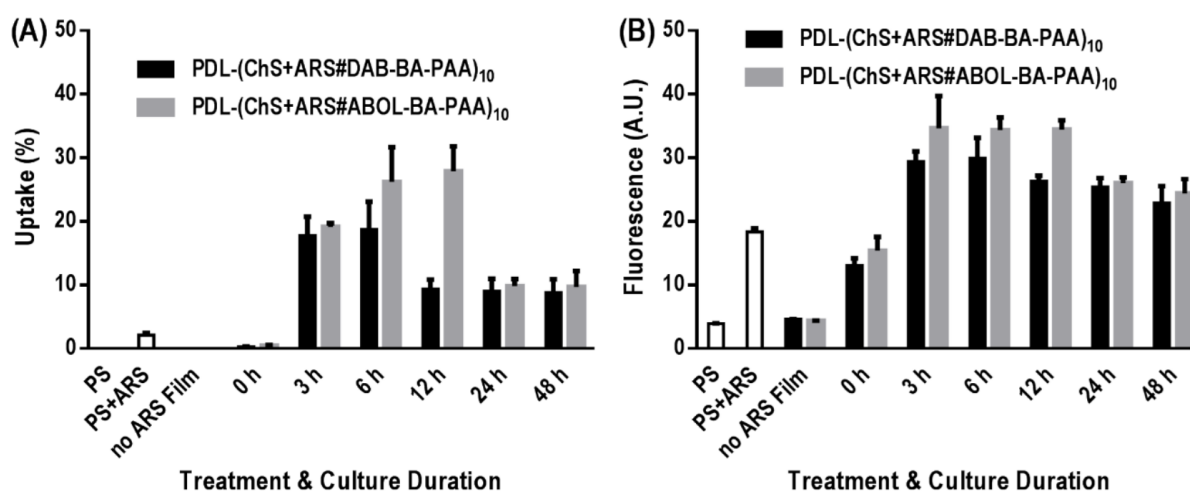 (A)
50
40
30
20
10
0
Uptake (%)
PDL-(ChS+ARS#DAB-BA-PAA)₁₀
PDL-(ChS+ARS#ABOL-BA-PAA)₁₀
PS
PS+ARS
no ARS Film
0 h
3 h
6 h
12 h
24 h
48 h
Treatment & Culture Duration
(B)
50
40
30
20
10
0
Fluorescence (A.U.)
PDL-(ChS+ARS#DAB-BA-PAA)₁₀
PDL-(ChS+ARS#ABOL-BA-PAA)₁₀
PS
PS+ARS
no ARS Film
0 h
3 h
6 h
12 h
24 h
48 h
Treatment & Culture Duration